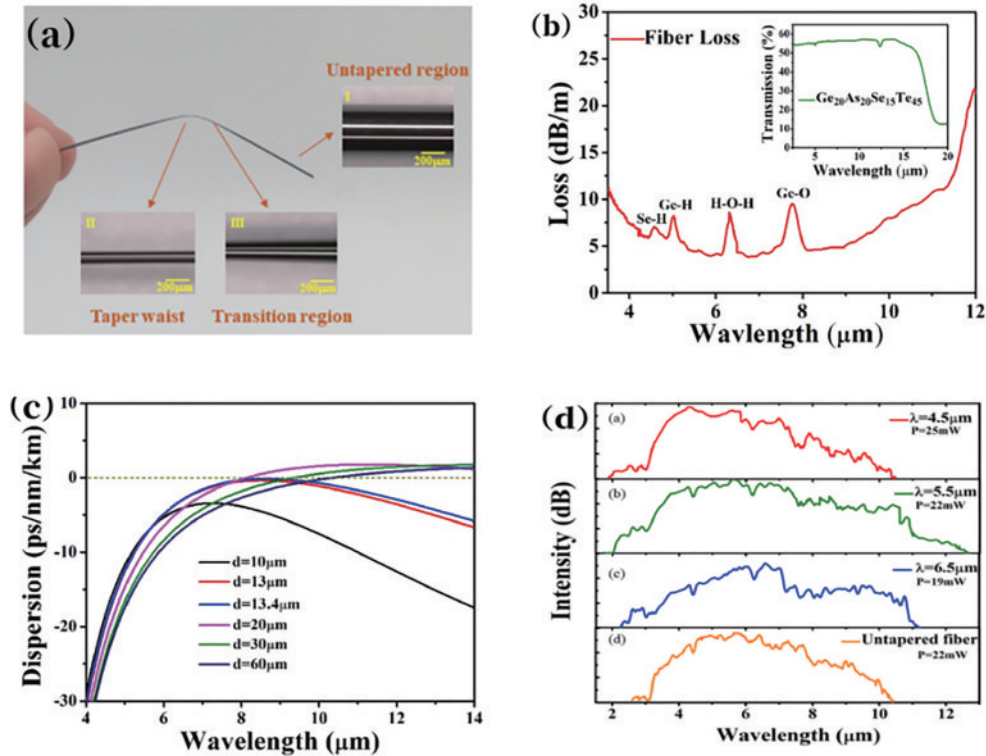 (a)
Untapered region
I
200μm
II
200μm
III
200μm
Taper waist
Transition region
(b)
Fiber Loss
Loss (dB/m)
30
25
20
15
10
5
0
Se-H
Ge-H
H-O-H
Ge-O
4
6
8
10
12
Wavlength (μm)
Transmission (%)
60
50
40
30
20
10
0
Ge20As20Se15Te45
5
10
15
20
Wavelength (μm)
(c)
Dispersion (ps/nm/km)
10
0
-10
-20
-30
d=10μm
d=13μm
d=13.4μm
d=20μm
d=30μm
d=60μm
4
6
8
10
12
14
Wavelength (μm)
(d)
Intensity (dB)
(a)
λ=4.5μm
P=25mW
(b)
λ=5.5μm
P=22mW
(c)
λ=6.5μm
P=19mW
(d)
Untapered fiber
P=22mW
2
4
6
8
10
12
Wavelength (μm)